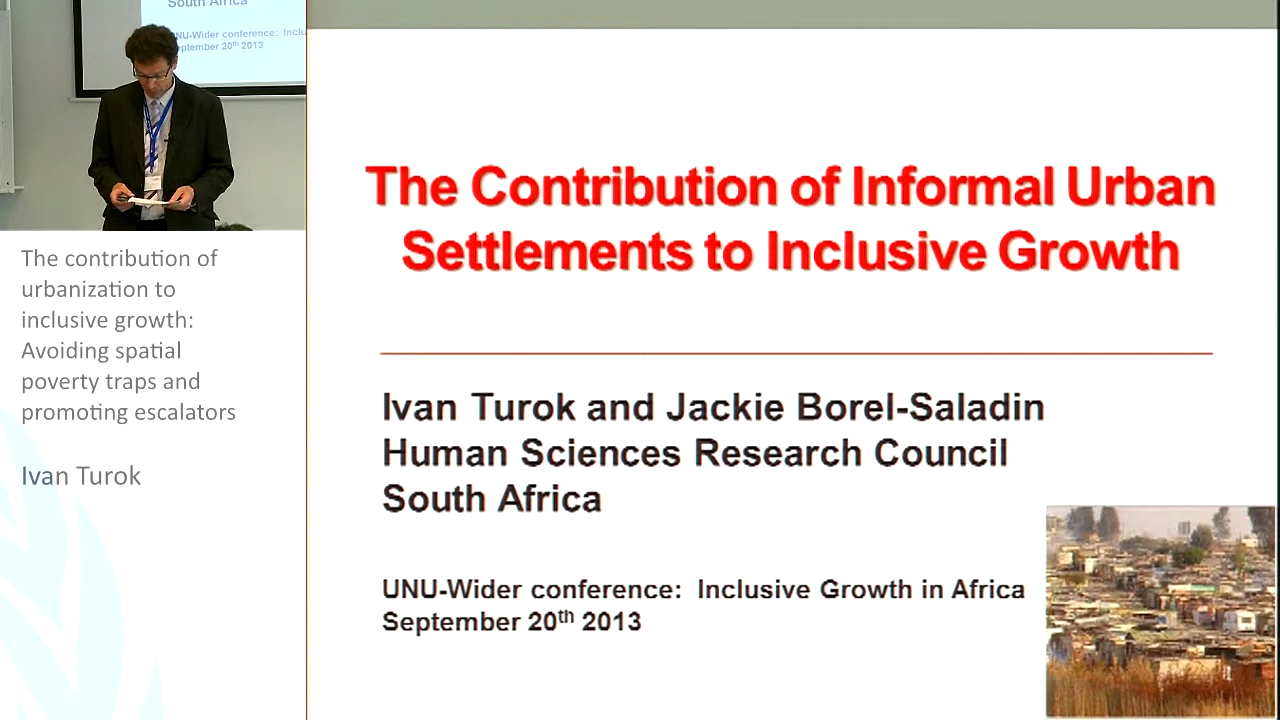 South Africa
UNU-Wider conference: Inclu
September 20th 2013
The contribution of
urbanization to
inclusive growth:
Avoiding spatial
poverty traps and
promoting escalators
Ivan Turok
The Contribution of Informal Urban
Settlements to Inclusive Growth
Ivan Turok and Jackie Borel-Saladin
Human Sciences Research Council
South Africa
UNU-Wider conference: Inclusive Growth in Africa
September 20th 2013